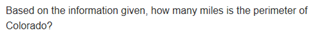 Based on the information given, how many miles is the perimeter of
Colorado?